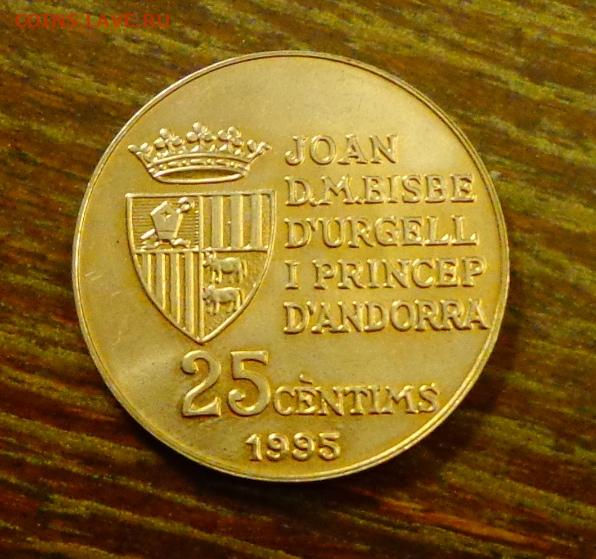 COINS.LAVE.RU
JOAN
D.M.BISBE
D'URGELL
I PRINCEP
D'ANDORRA
25 CÈNTIMS
1995